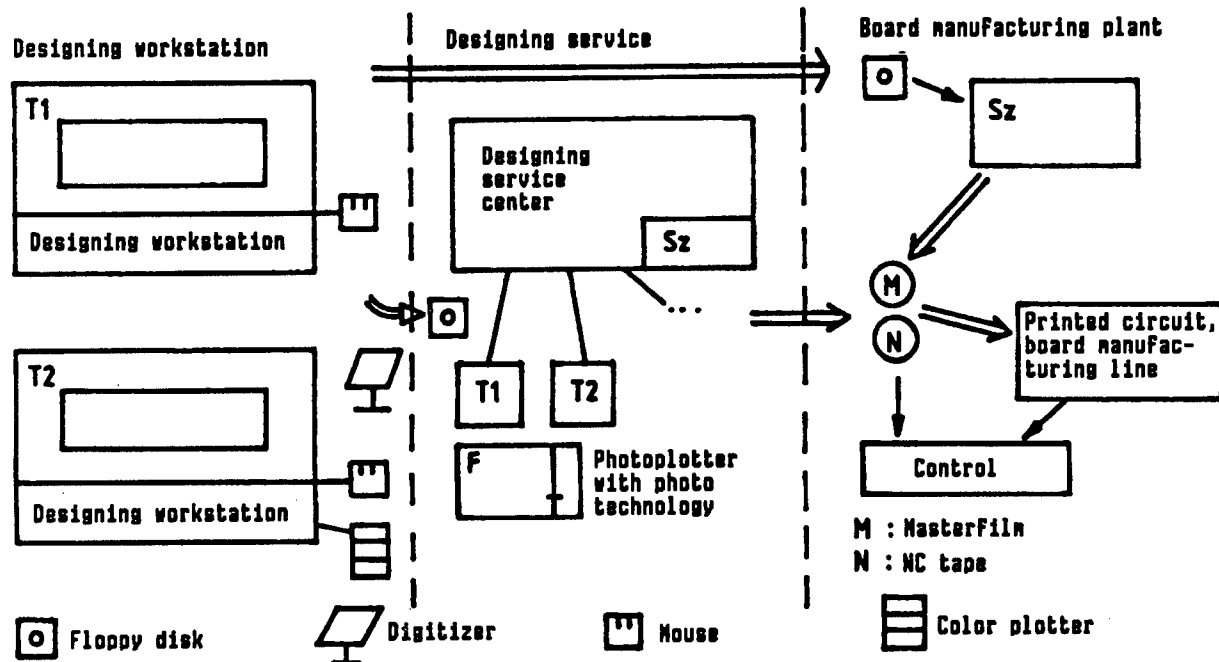 Designing workstation
T1
Designing workstation
T2
Designing workstation
Designing service
Designing
service
center
Sz
...
T1
T2
F
Photoplotter
with photo
technology
Board manufacturing plant
Sz
M
N
Printed circuit,
board manufac-
turing line
Control
M : Masterfilm
N : NC tape
Floppy disk
Digitizer
Mouse
Color plotter